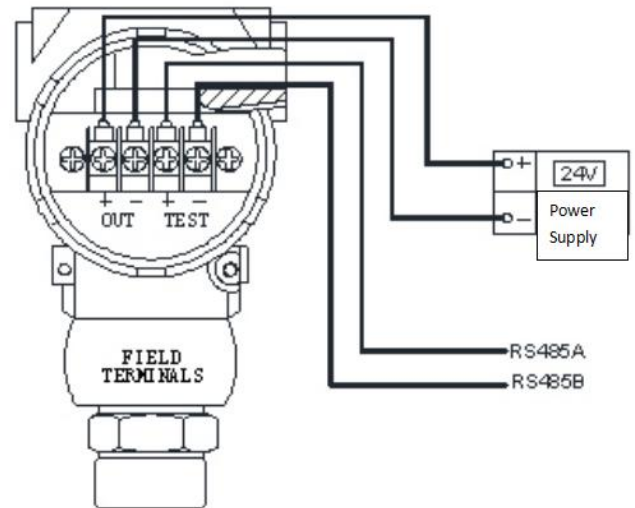 + - + -
OUT TEST
FIELD
TERMINALS
+ 24V
- Power
Supply
RS485A
RS485B